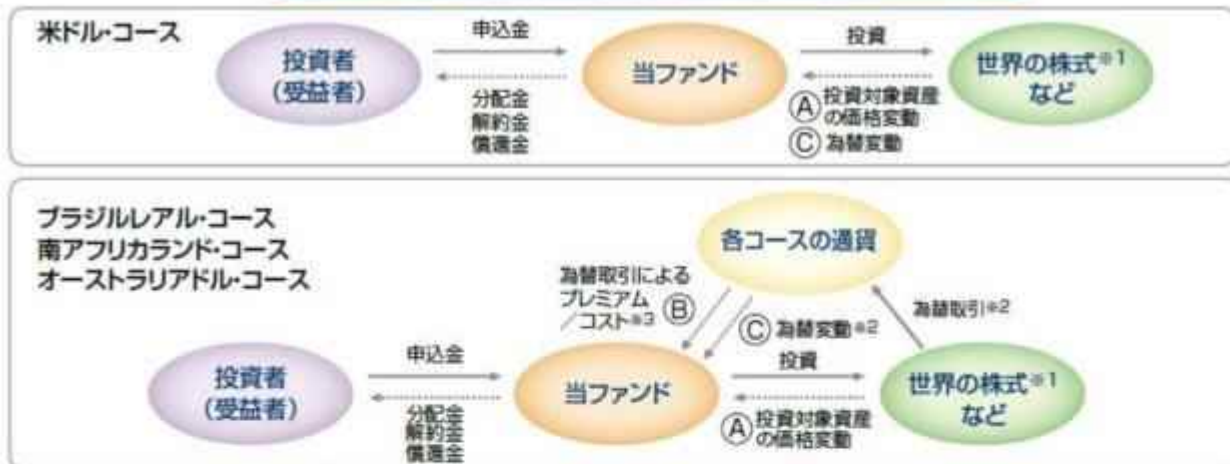 米ドル・コース
投資者
(受益者)
申込金
分配金
解約金
償還金
当ファンド
投資
Ⓐ投資対象資産
の価格変動
Ⓒ為替変動
世界の株式※1
など
ブラジルレアル・コース
南アフリカランド・コース
オーストラリアドル・コース
各コースの通貨
為替取引による
プレミアム
／コスト※3
Ⓑ
Ⓒ為替変動※2
為替取引※2
投資者
(受益者)
申込金
分配金
解約金
償還金
当ファンド
投資
Ⓐ投資対象資産
の価格変動
世界の株式※1
など